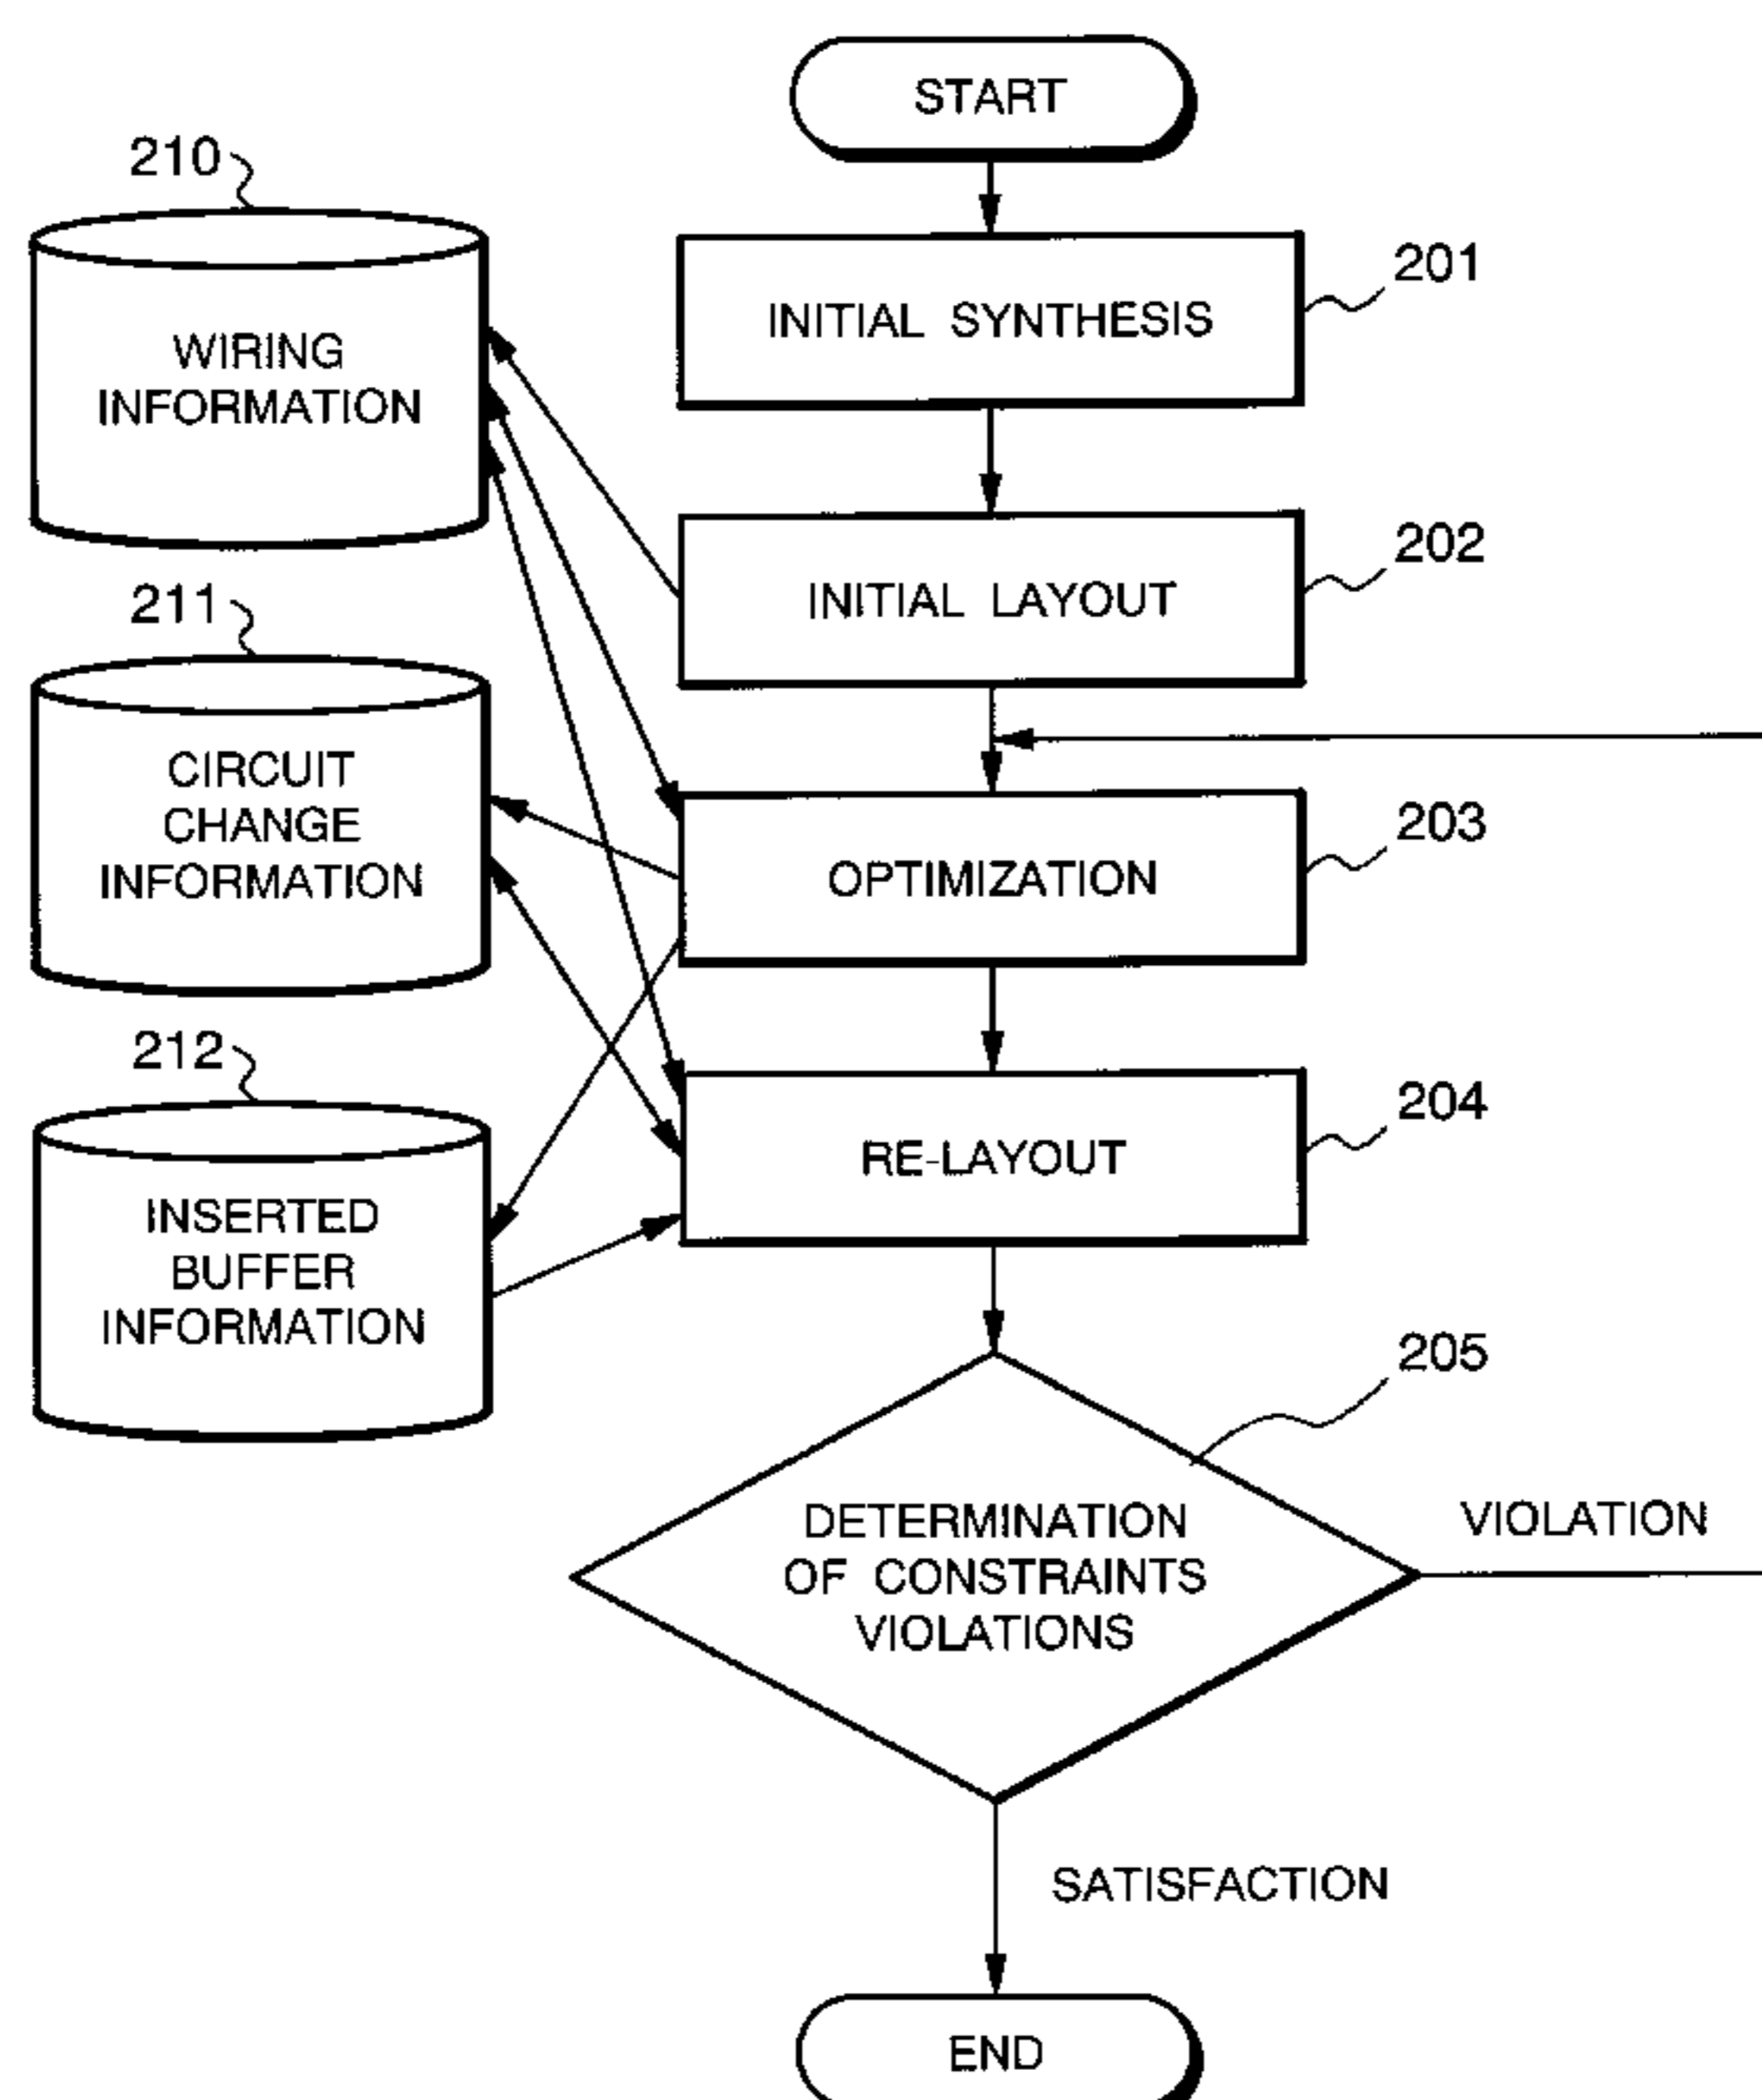 START
210
201
WIRING
INFORMATION
INITIAL SYNTHESIS
202
211
INITIAL LAYOUT
CIRCUIT
CHANGE
INFORMATION
203
OPTIMIZATION
212
204
RE-LAYOUT
INSERTED
BUFFER
INFORMATION
205
DETERMINATION
OF CONSTRAINTS
VIOLATIONS
VIOLATION
SATISFACTION
END